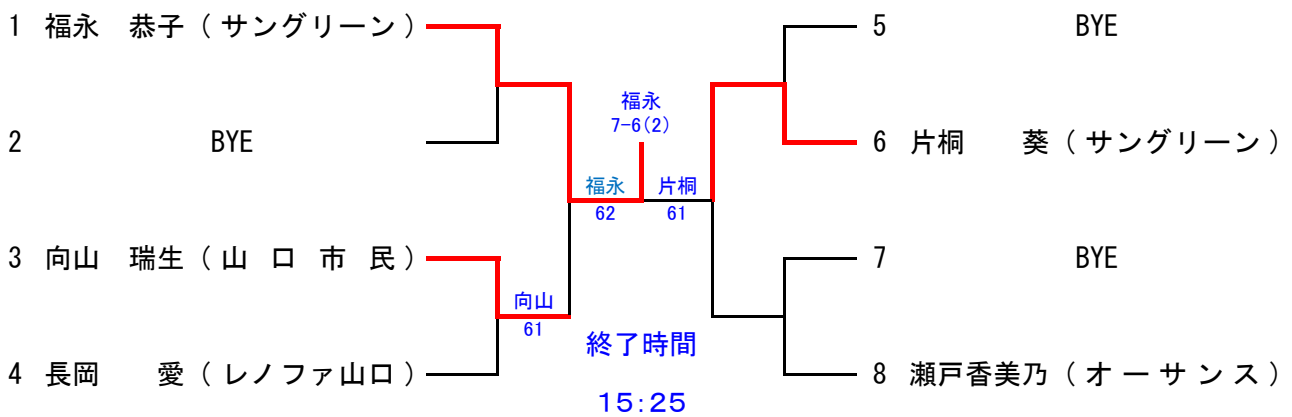 1 福永 恭子(サングリーン)
2 BYE
3 向山 瑞生(山口市民)
4 長岡 愛(レノファ山口)
向山
61
福永
62
福永
7-6(2)
片桐
61
終了時間
15:25
5 BYE
6 片桐 葵(サングリーン)
7 BYE
8 瀬戸香美乃(オーサンス)